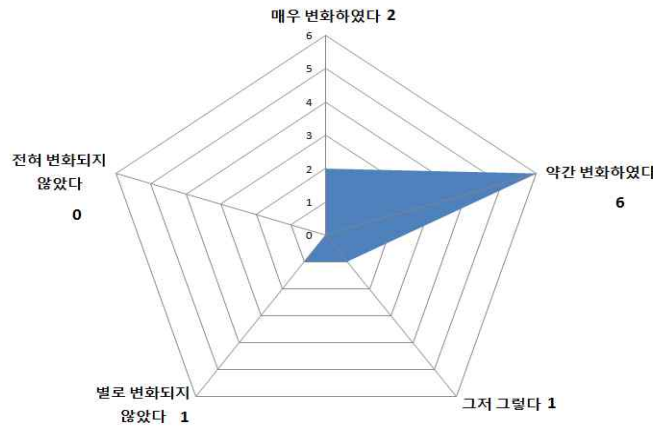 매우 변화하였다 2
6
5
4
3
2
1
0
약간 변화하였다
6
그저 그렇다 1
별로 변화되지
않았다 1
전혀 변화되지
않았다
0